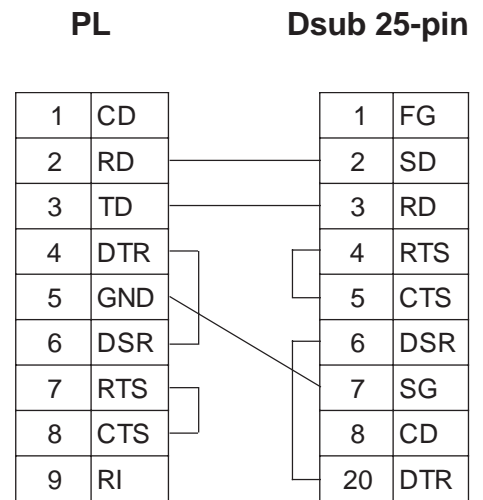 PL Dsub 25-pin
1 CD 1 FG
2 RD 2 SD
3 TD 3 RD
4 DTR 4 RTS
5 GND 5 CTS
6 DSR 6 DSR
7 RTS 7 SG
8 CTS 8 CD
9 RI 20 DTR